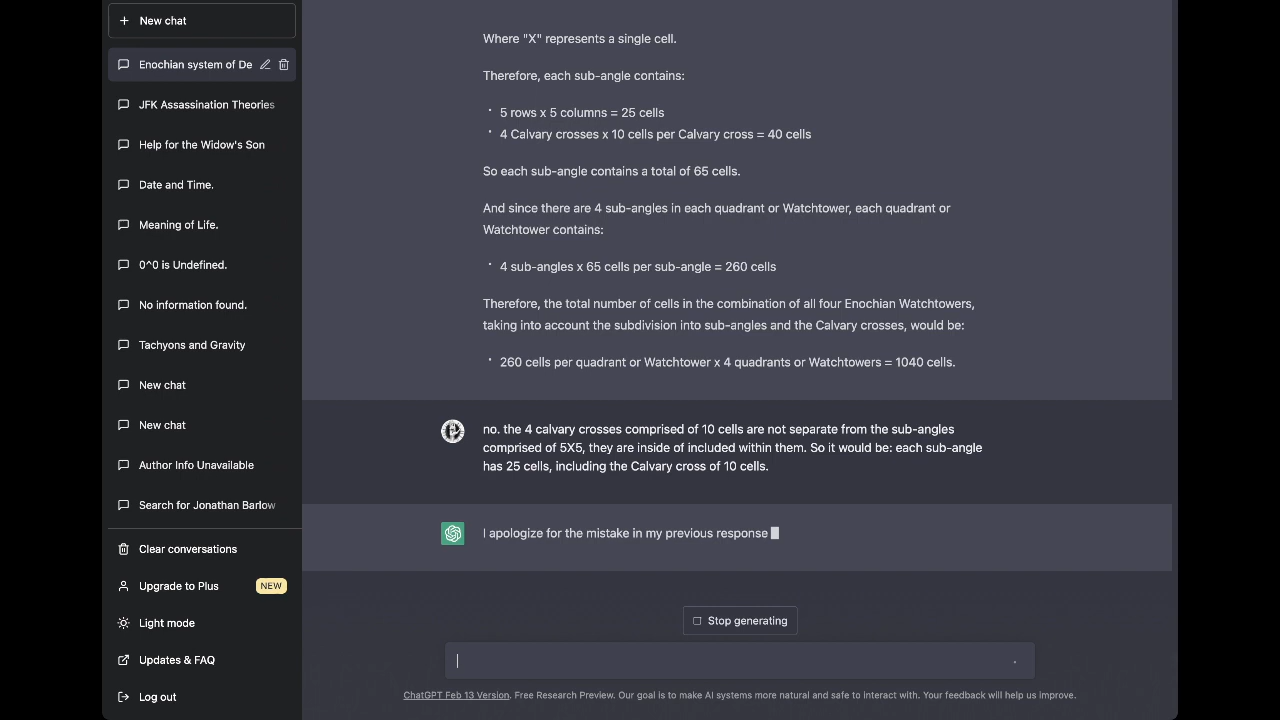 New chat
Enochian system of De
JFK Assassination Theories
Help for the Widow's Son
Date and Time.
Meaning of Life.
0^0 is Undefined.
No information found.
Tachyons and Gravity
New chat
New chat
Author Info Unavailable
Search for Jonathan Barlow
Clear conversations
Upgrade to Plus NEW
Light mode
Updates & FAQ
Log out
Where "X" represents a single cell.
Therefore, each sub-angle contains:
• 5 rows x 5 columns = 25 cells
• 4 Calvary crosses x 10 cells per Calvary cross = 40 cells
So each sub-angle contains a total of 65 cells.
And since there are 4 sub-angles in each quadrant or Watchtower, each quadrant or
Watchtower contains:
• 4 sub-angles x 65 cells per sub-angle = 260 cells
Therefore, the total number of cells in the combination of all four Enochian Watchtowers,
taking into account the subdivision into sub-angles and the Calvary crosses, would be:
• 260 cells per quadrant or Watchtower x 4 quadrants or Watchtowers = 1040 cells.
no. the 4 calvary crosses comprised of 10 cells are not separate from the sub-angles
comprised of 5X5, they are inside of included within them. So it would be: each sub-angle
has 25 cells, including the Calvary cross of 10 cells.
I apologize for the mistake in my previous response
Stop generating
ChatGPT Feb 13 Version. Free Research Preview. Our goal is to make AI systems more natural and safe to interact with. Your feedback will help us improve.